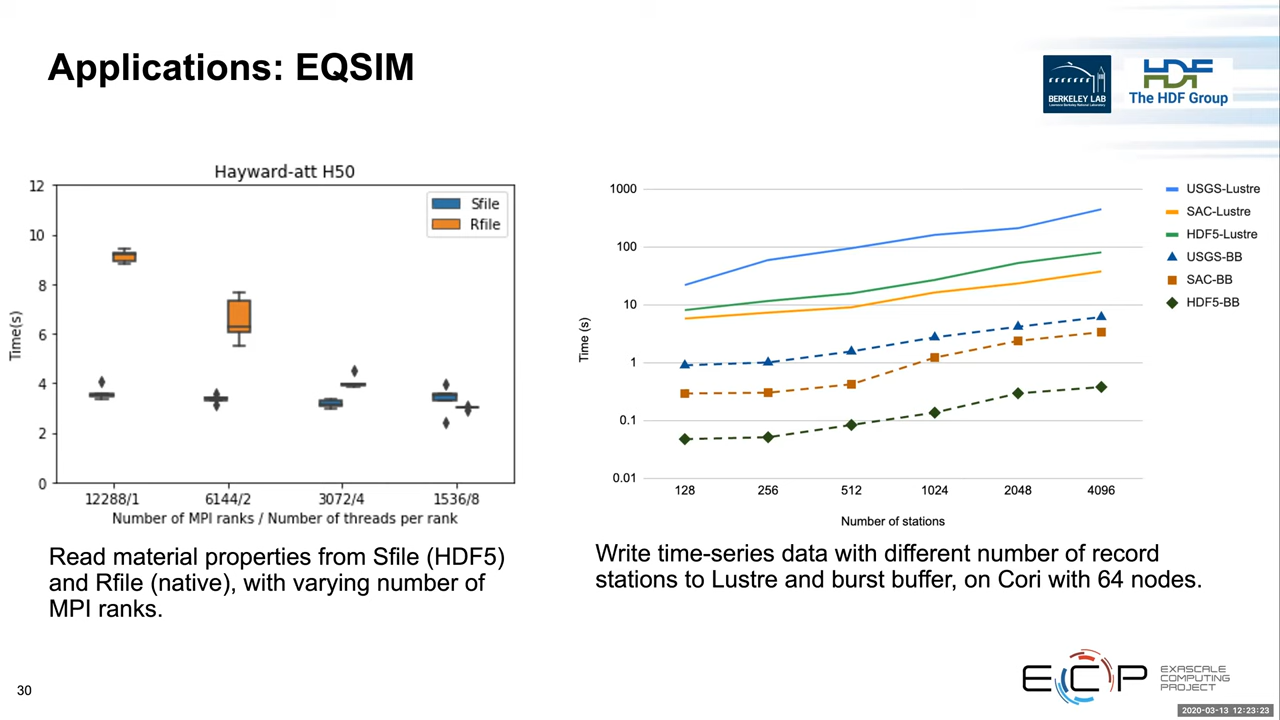 Applications: EQSIM
BERKELEY LAB
The HDF Group
Hayward-att H50
12
10
8
6
4
2
0
Time(s)
Sfile
Rfile
12288/1 6144/2 3072/4 1536/8
Number of MPI ranks / Number of threads per rank
Read material properties from Sfile (HDF5)
and Rfile (native), with varying number of
MPI ranks.
1000
100
10
1
0.1
0.01
Time (s)
128 256 512 1024 2048 4096
Number of stations
USGS-Lustre
SAC-Lustre
HDF5-Lustre
USGS-BB
SAC-BB
HDF5-BB
Write time-series data with different number of record
stations to Lustre and burst buffer, on Cori with 64 nodes.
30
ECP
EXASCALE
COMPUTING
PROJECT
2020-03-13 12:23:23